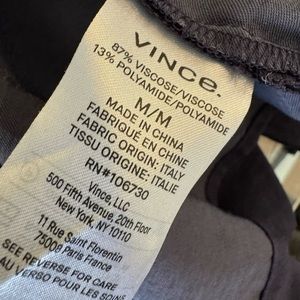 VINCE.
87% VISCOSE/VISCOSE
13% POLYAMIDE/POLYAMIDE
M/M
MADE IN CHINA
FABRIQUÉ EN CHINE
FABRIC ORIGIN: ITALY
TISSU ORIGINE: ITALIE
RN#106730
Vince, LLC
500 Fifth Avenue, 20th Floor
New York, NY 10110
11 Rue Saint Florentin
75008 Paris France
SEE REVERSE FOR CARE
AU VERSO POUR LES SOINS